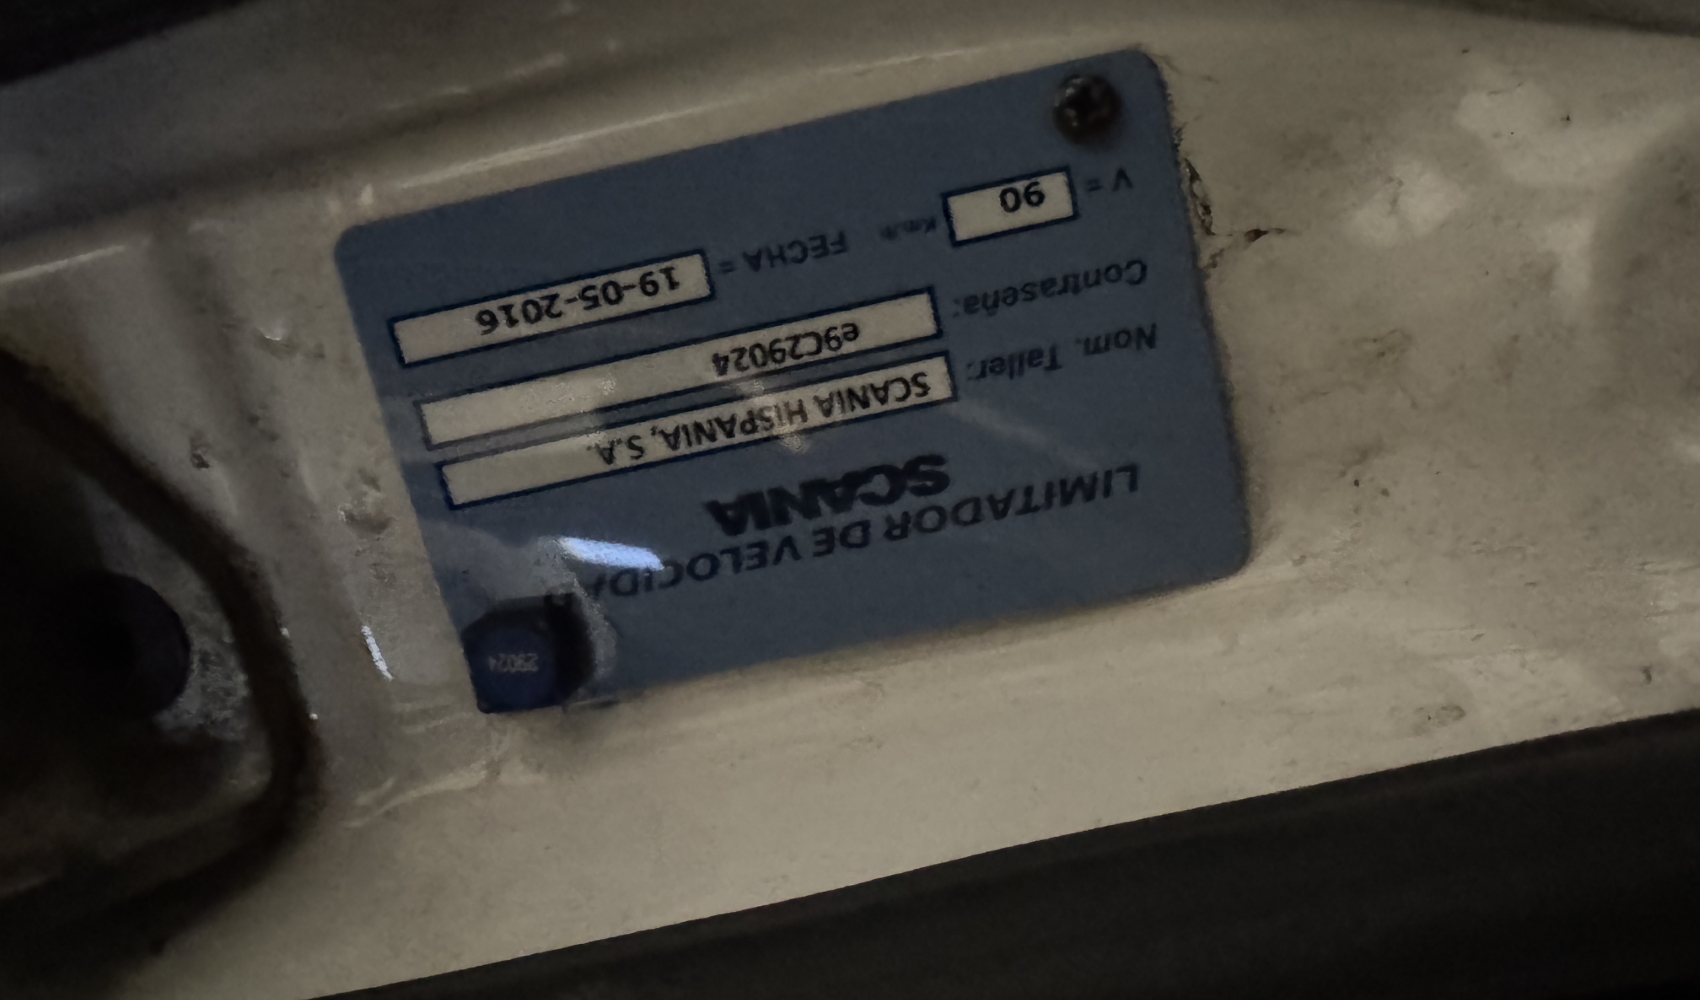 LIMITADOR DE VELOCIDAD
SCANIA
Nom. Taller: SCANIA HISPANIA, S.A.
Contraseña: e9C29024
V = 90 Km/h FECHA = 19-05-2016
29024